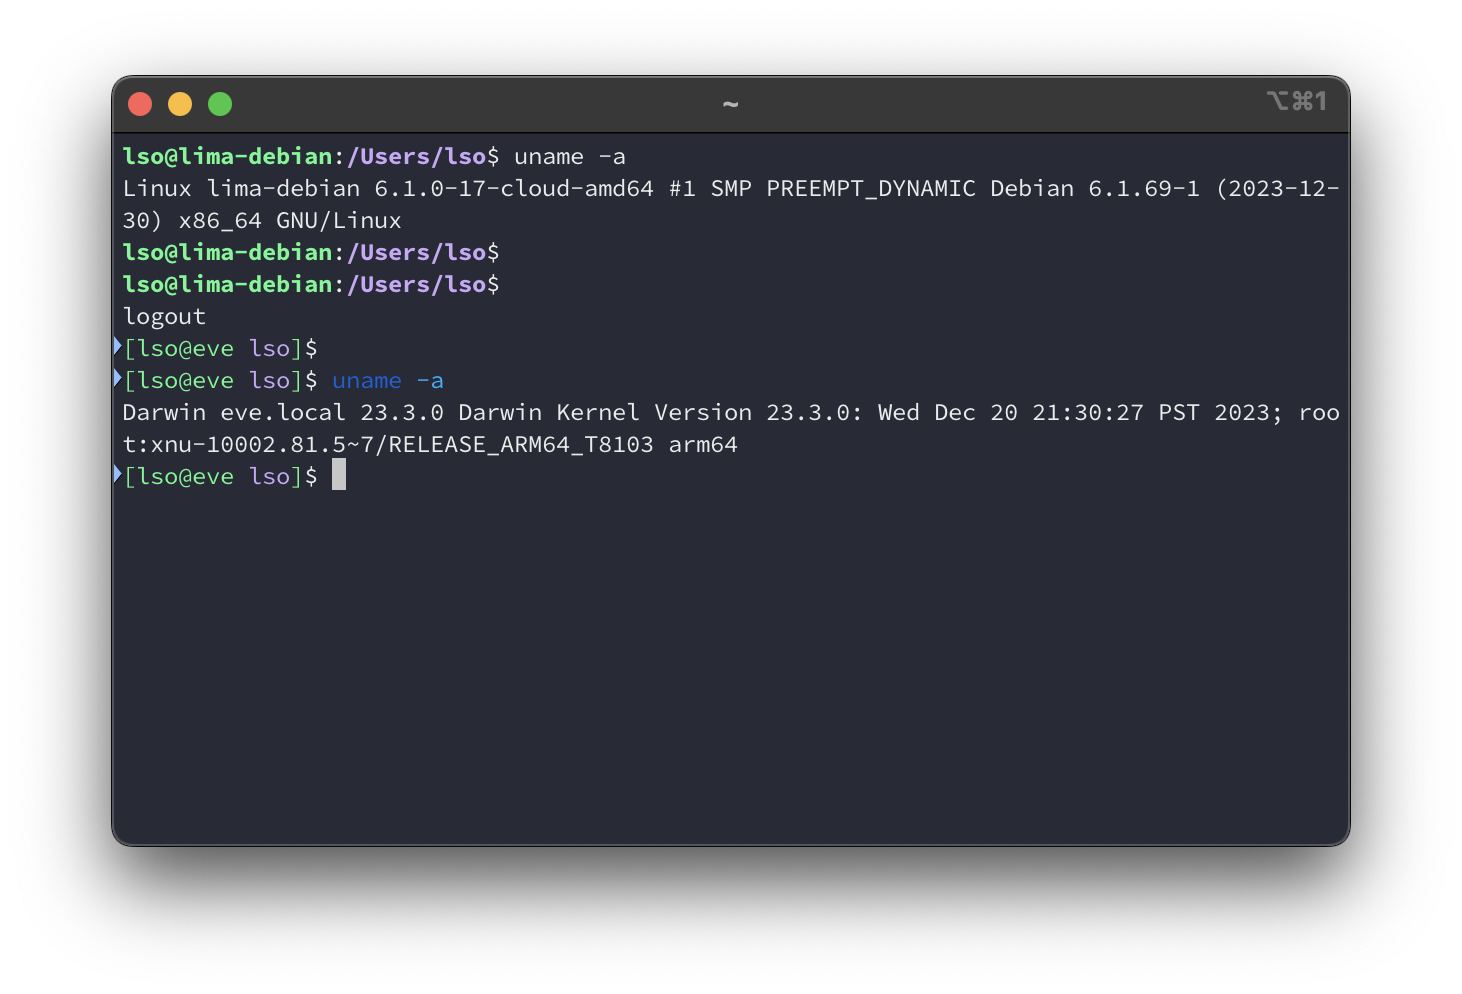 ~
⌥⌘1
lso@lima-debian:/Users/lso$ uname -a
Linux lima-debian 6.1.0-17-cloud-amd64 #1 SMP PREEMPT_DYNAMIC Debian 6.1.69-1 (2023-12-
30) x86_64 GNU/Linux
lso@lima-debian:/Users/lso$
lso@lima-debian:/Users/lso$
logout
[lso@eve lso]$
[lso@eve lso]$ uname -a
Darwin eve.local 23.3.0 Darwin Kernel Version 23.3.0: Wed Dec 20 21:30:27 PST 2023; roo
t:xnu-10002.81.5~7/RELEASE_ARM64_T8103 arm64
[lso@eve lso]$